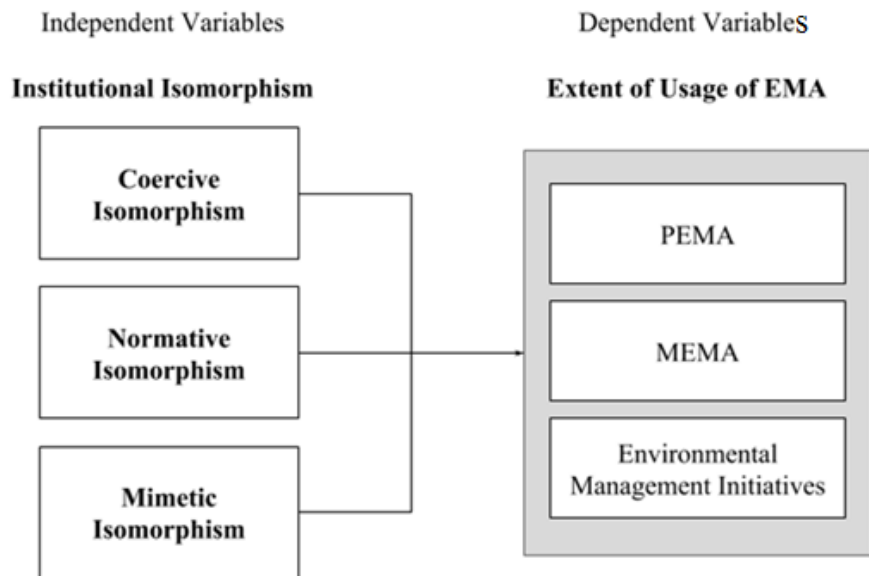 Independent Variables
Dependent Variables
Institutional Isomorphism
Extent of Usage of EMA
Coercive
Isomorphism
Normative
Isomorphism
Mimetic
Isomorphism
PEMA
MEMA
Environmental
Management Initiatives